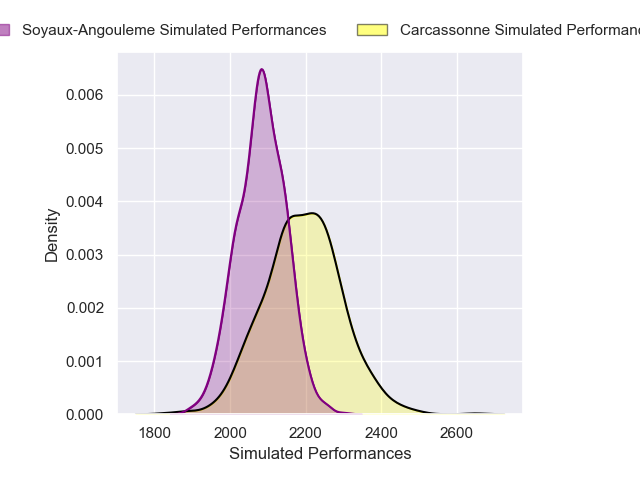 Soyaux-Angouleme Simulated Performances
Carcassonne Simulated
0.006
0.005
0.004
0.003
0.002
0.001
0.000
Density
1800 2000 2200 2400 2600
Simulated Performances